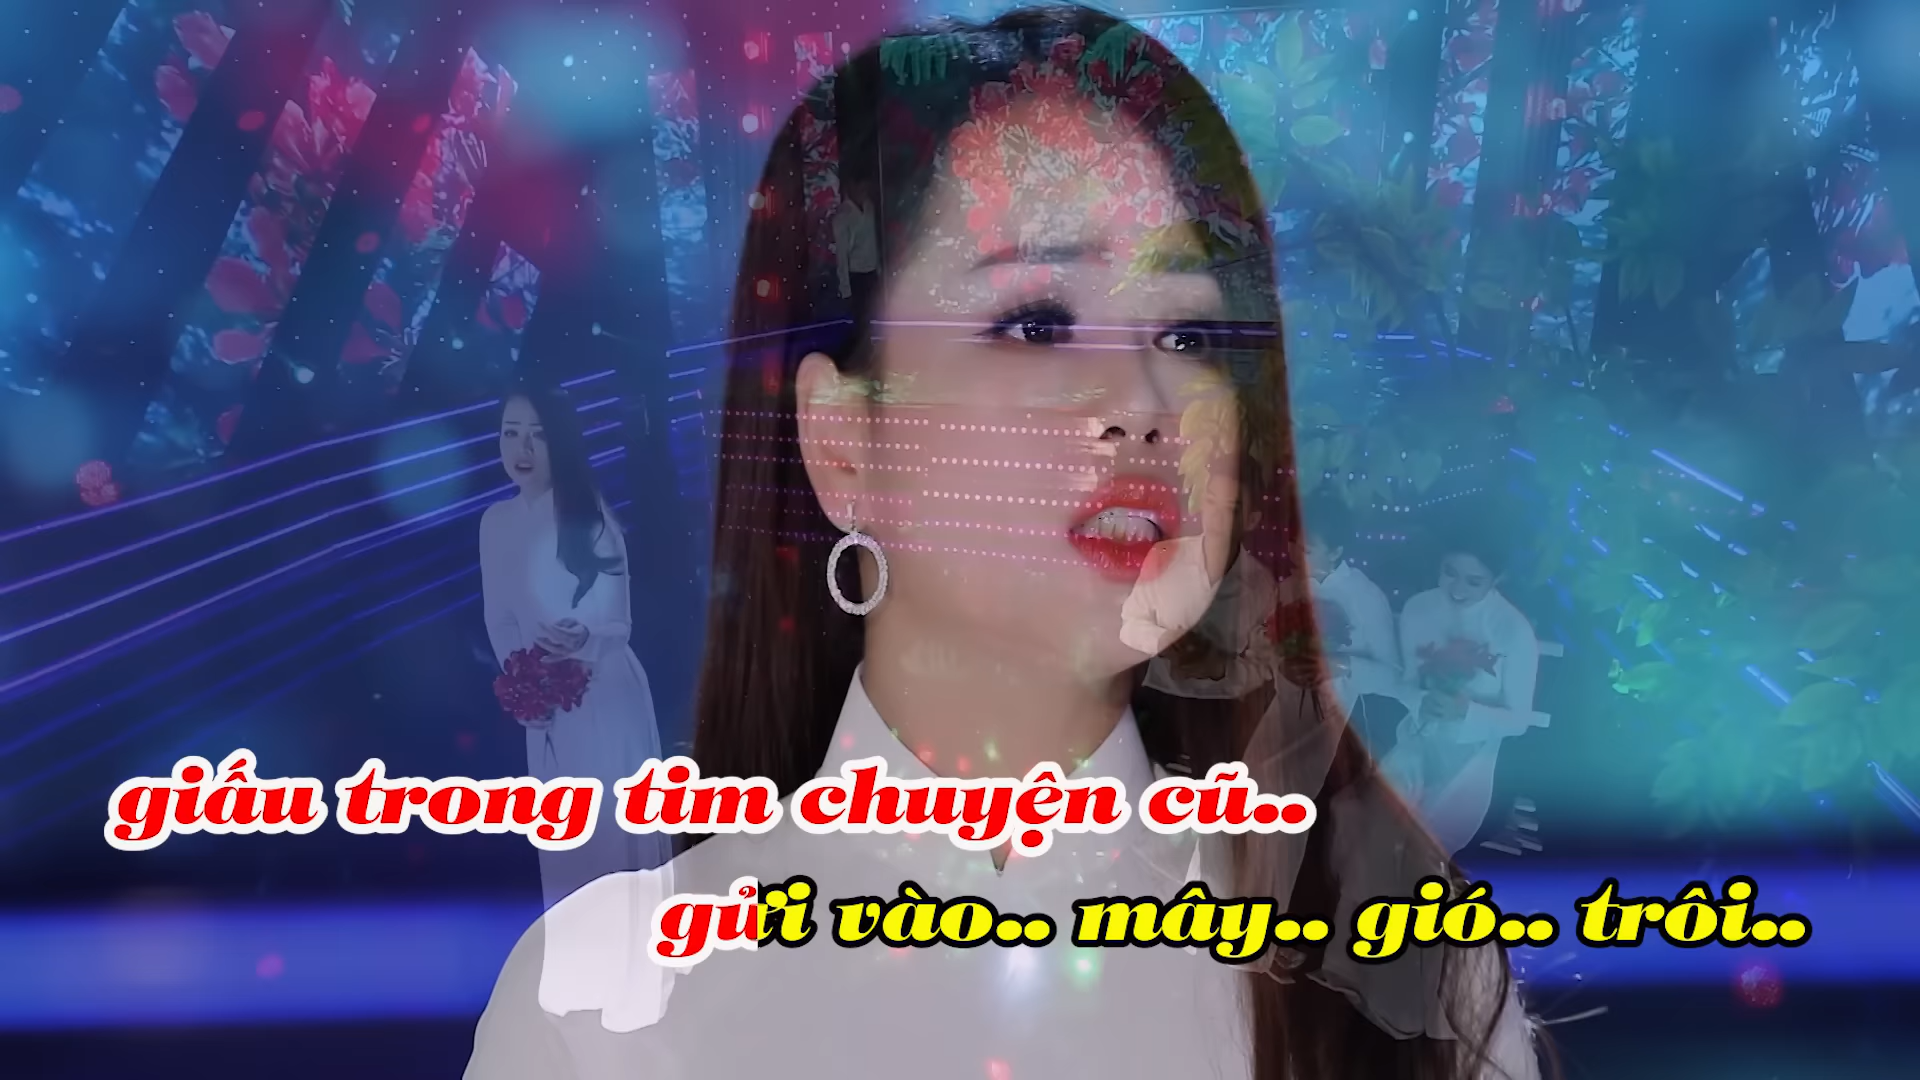 giấu trong tim chuyện cũ..
gửi vào.. mây.. gió.. trôi..